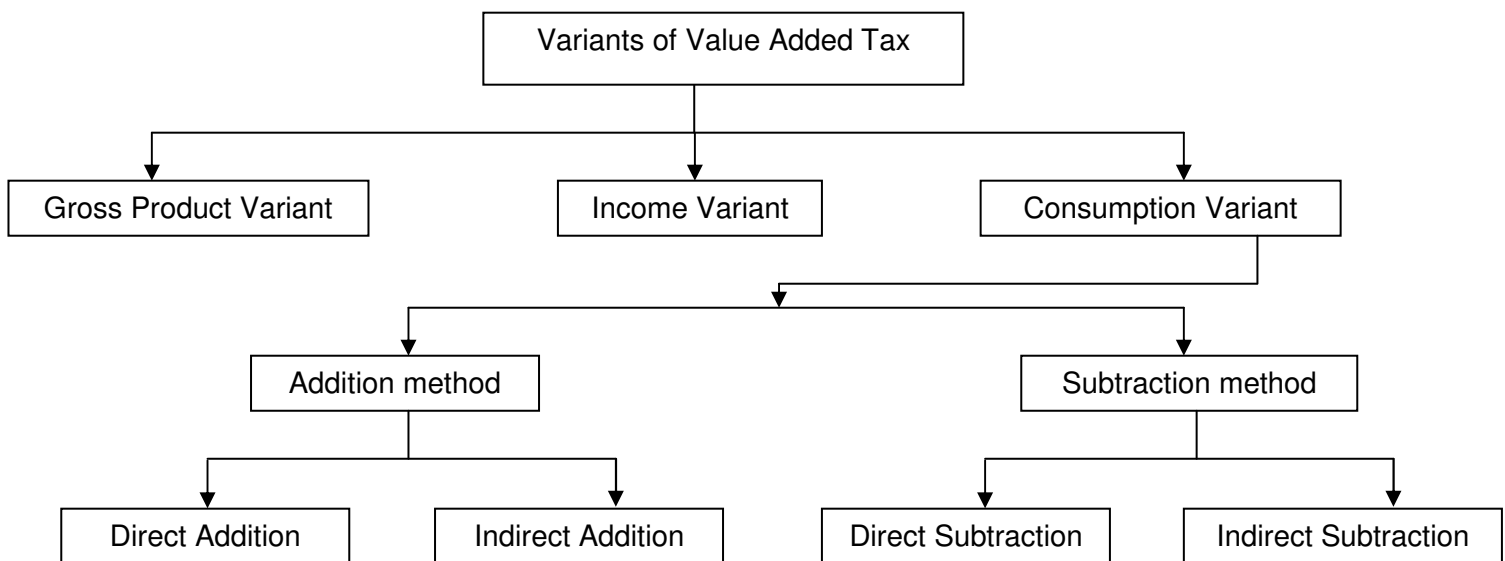 Variants of Value Added Tax
Gross Product Variant
Income Variant
Consumption Variant
Addition method
Subtraction method
Direct Addition
Indirect Addition
Direct Subtraction
Indirect Subtraction